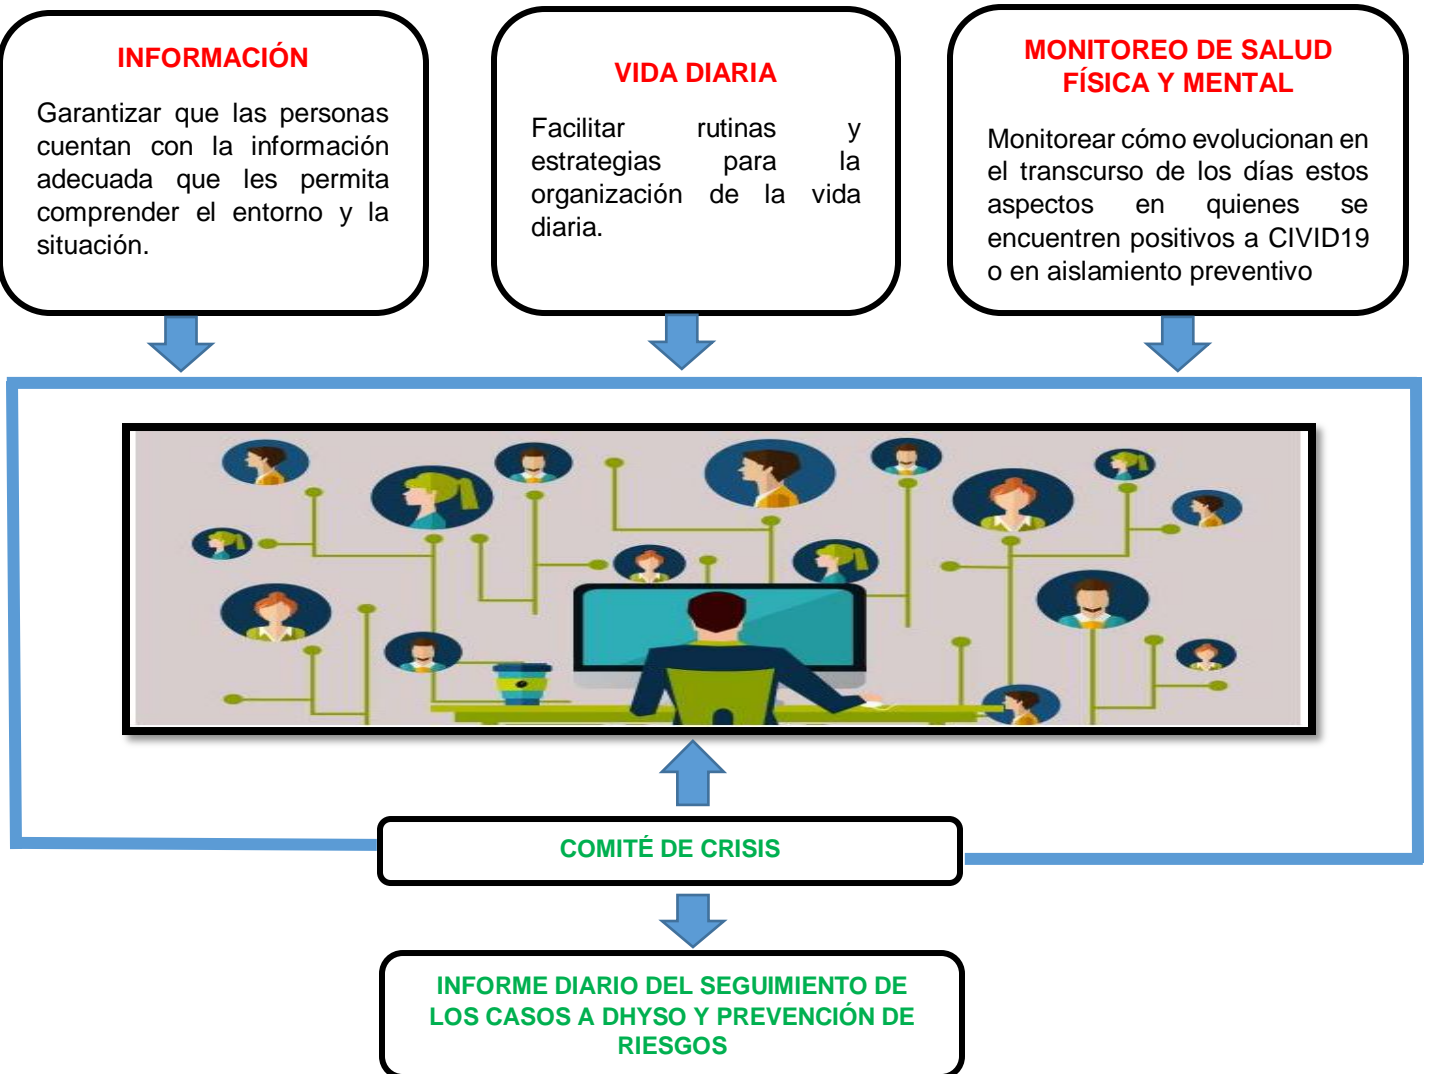 INFORMACIÓN
Garantizar que las personas
cuentan con la información
adecuada que les permita
comprender el entorno y la
situación.
VIDA DIARIA
Facilitar rutinas y
estrategias para la
organización de la vida
diaria.
MONITOREO DE SALUD
FÍSICA Y MENTAL
Monitorear cómo evolucionan en
el transcurso de los días estos
aspectos en quienes se
encuentren positivos a CIVID19
o en aislamiento preventivo
COMITÉ DE CRISIS
INFORME DIARIO DEL SEGUIMIENTO DE
LOS CASOS A DHYSO Y PREVENCIÓN DE
RIESGOS